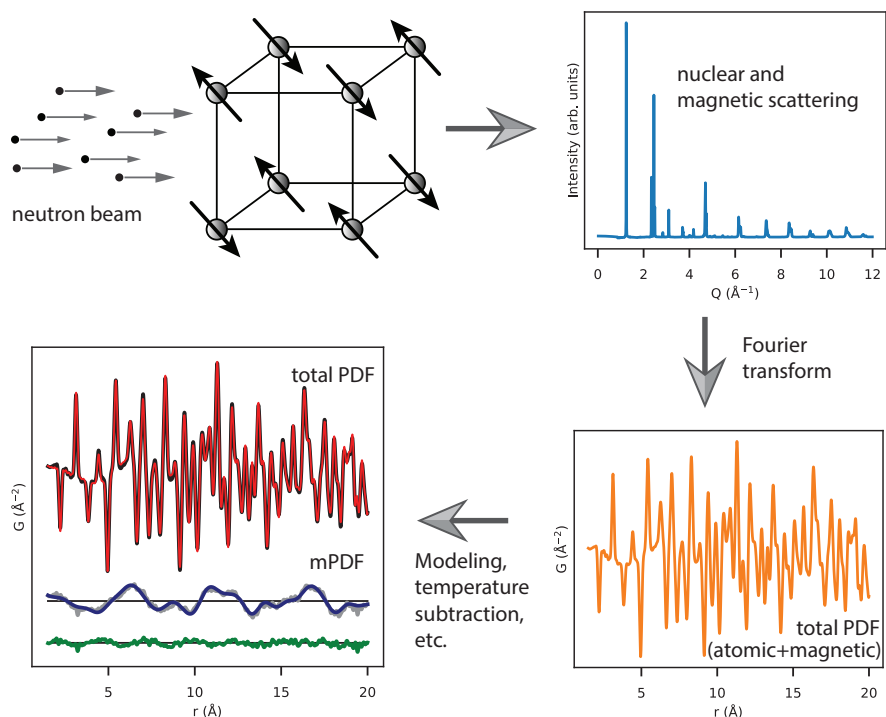 neutron beam
nuclear and
magnetic scattering
Intensity (arb. units)
0 2 4 6 8 10 12
Q (Å⁻¹)
Fourier
transform
total PDF
(atomic+magnetic)
G (Å⁻²)
5 10 15 20
r (Å)
Modeling,
temperature
subtraction,
etc.
total PDF
mPDF
G (Å⁻²)
5 10 15 20
r (Å)